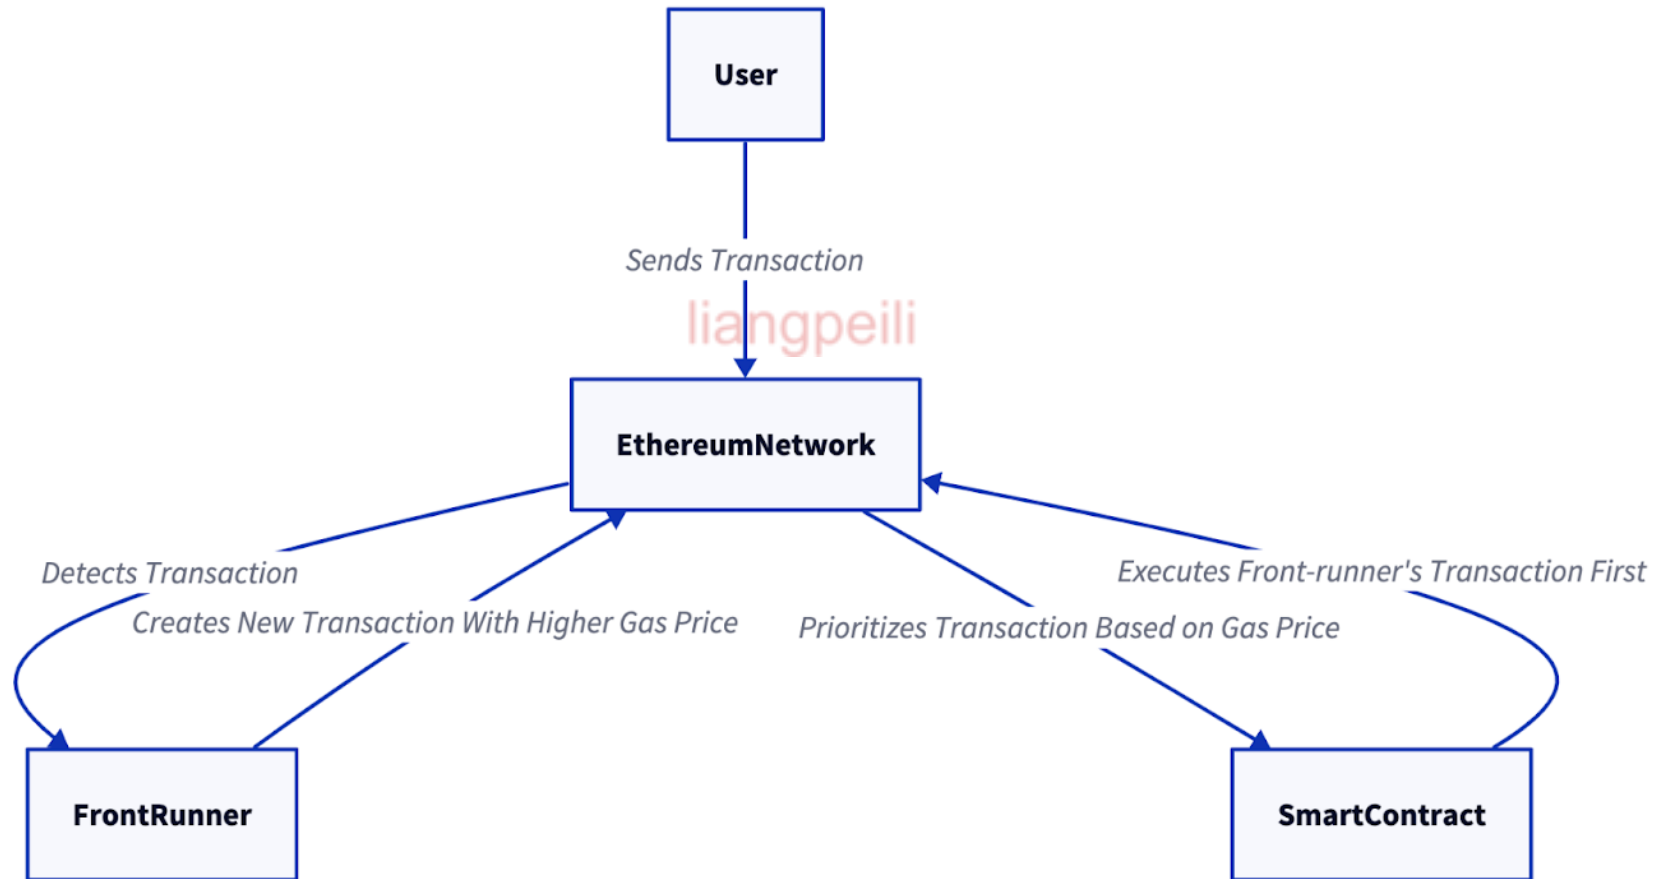 User
Sends Transaction
liangpeili
EthereumNetwork
Detects Transaction
Executes Front-runner's Transaction First
Creates New Transaction With Higher Gas Price
Prioritizes Transaction Based on Gas Price
FrontRunner
SmartContract